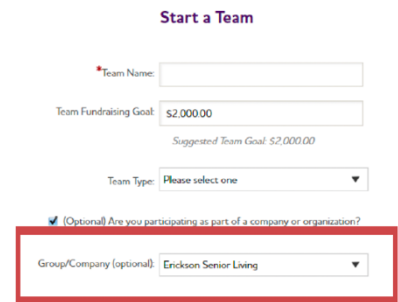 Start a Team
*Team Name:
Team Fundraising Goal: $2,000.00
Suggested Team Goal: $2,000.00
Team Type: Please select one
(Optional) Are you participating as part of a company or organization?
Group/Company (optional): Erickson Senior Living